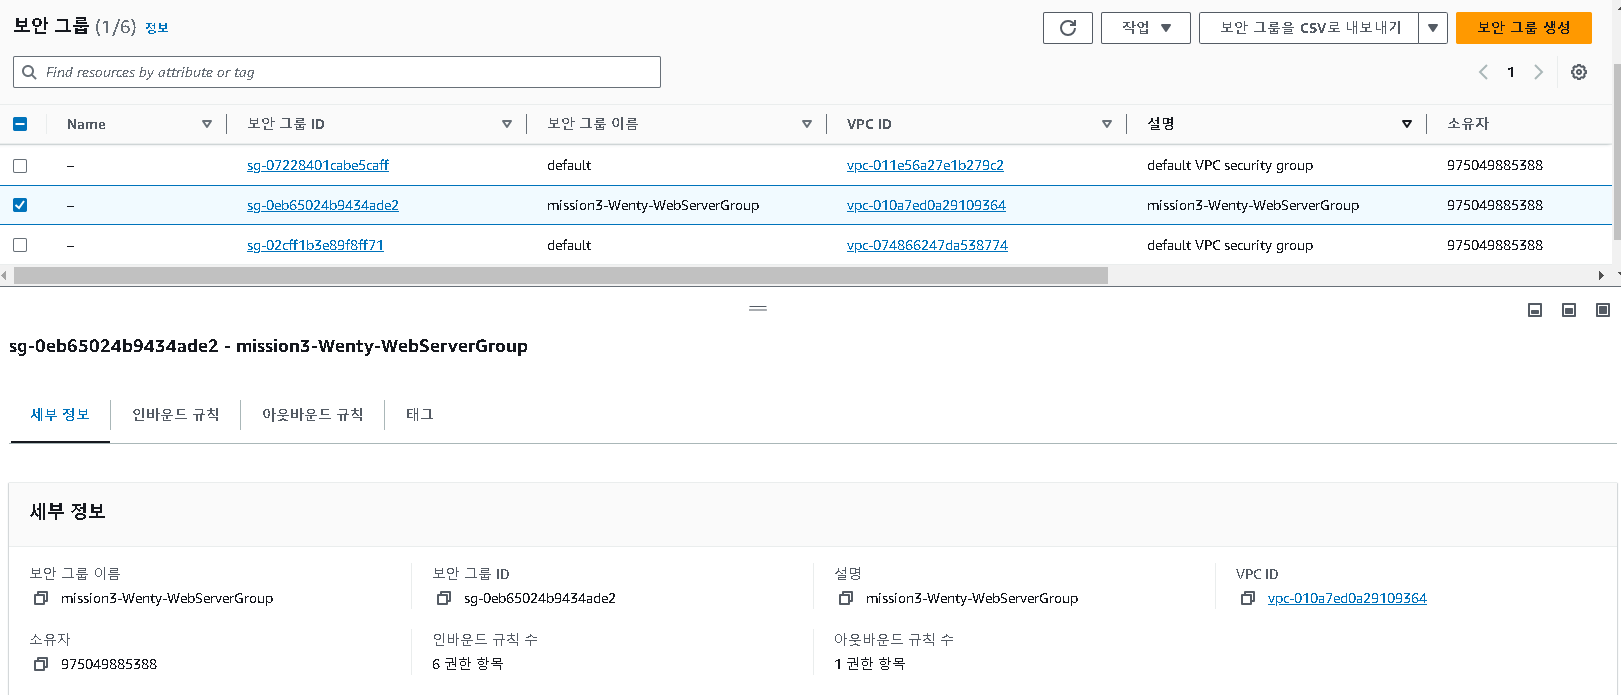 보안 그룹 (1/6) 정보
작업
보안 그룹을 CSV로 내보내기
보안 그룹 생성
Find resources by attribute or tag
1
Name 보안 그룹 ID 보안 그룹 이름 VPC ID 설명 소유자
– sg-07228401cabe5caff default vpc-011e56a27e1b279c2 default VPC security group 975049885388
– sg-0eb65024b9434ade2 mission3-Wenty-WebServerGroup vpc-010a7ed0a29109364 mission3-Wenty-WebServerGroup 975049885388
– sg-02cff1b3e89f8ff71 default vpc-074866247da538774 default VPC security group 975049885388
sg-0eb65024b9434ade2 - mission3-Wenty-WebServerGroup
세부 정보 인바운드 규칙 아웃바운드 규칙 태그
세부 정보
보안 그룹 이름 보안 그룹 ID 설명 VPC ID
mission3-Wenty-WebServerGroup sg-0eb65024b9434ade2 mission3-Wenty-WebServerGroup vpc-010a7ed0a29109364
소유자 인바운드 규칙 수 아웃바운드 규칙 수
975049885388 6 권한 항목 1 권한 항목